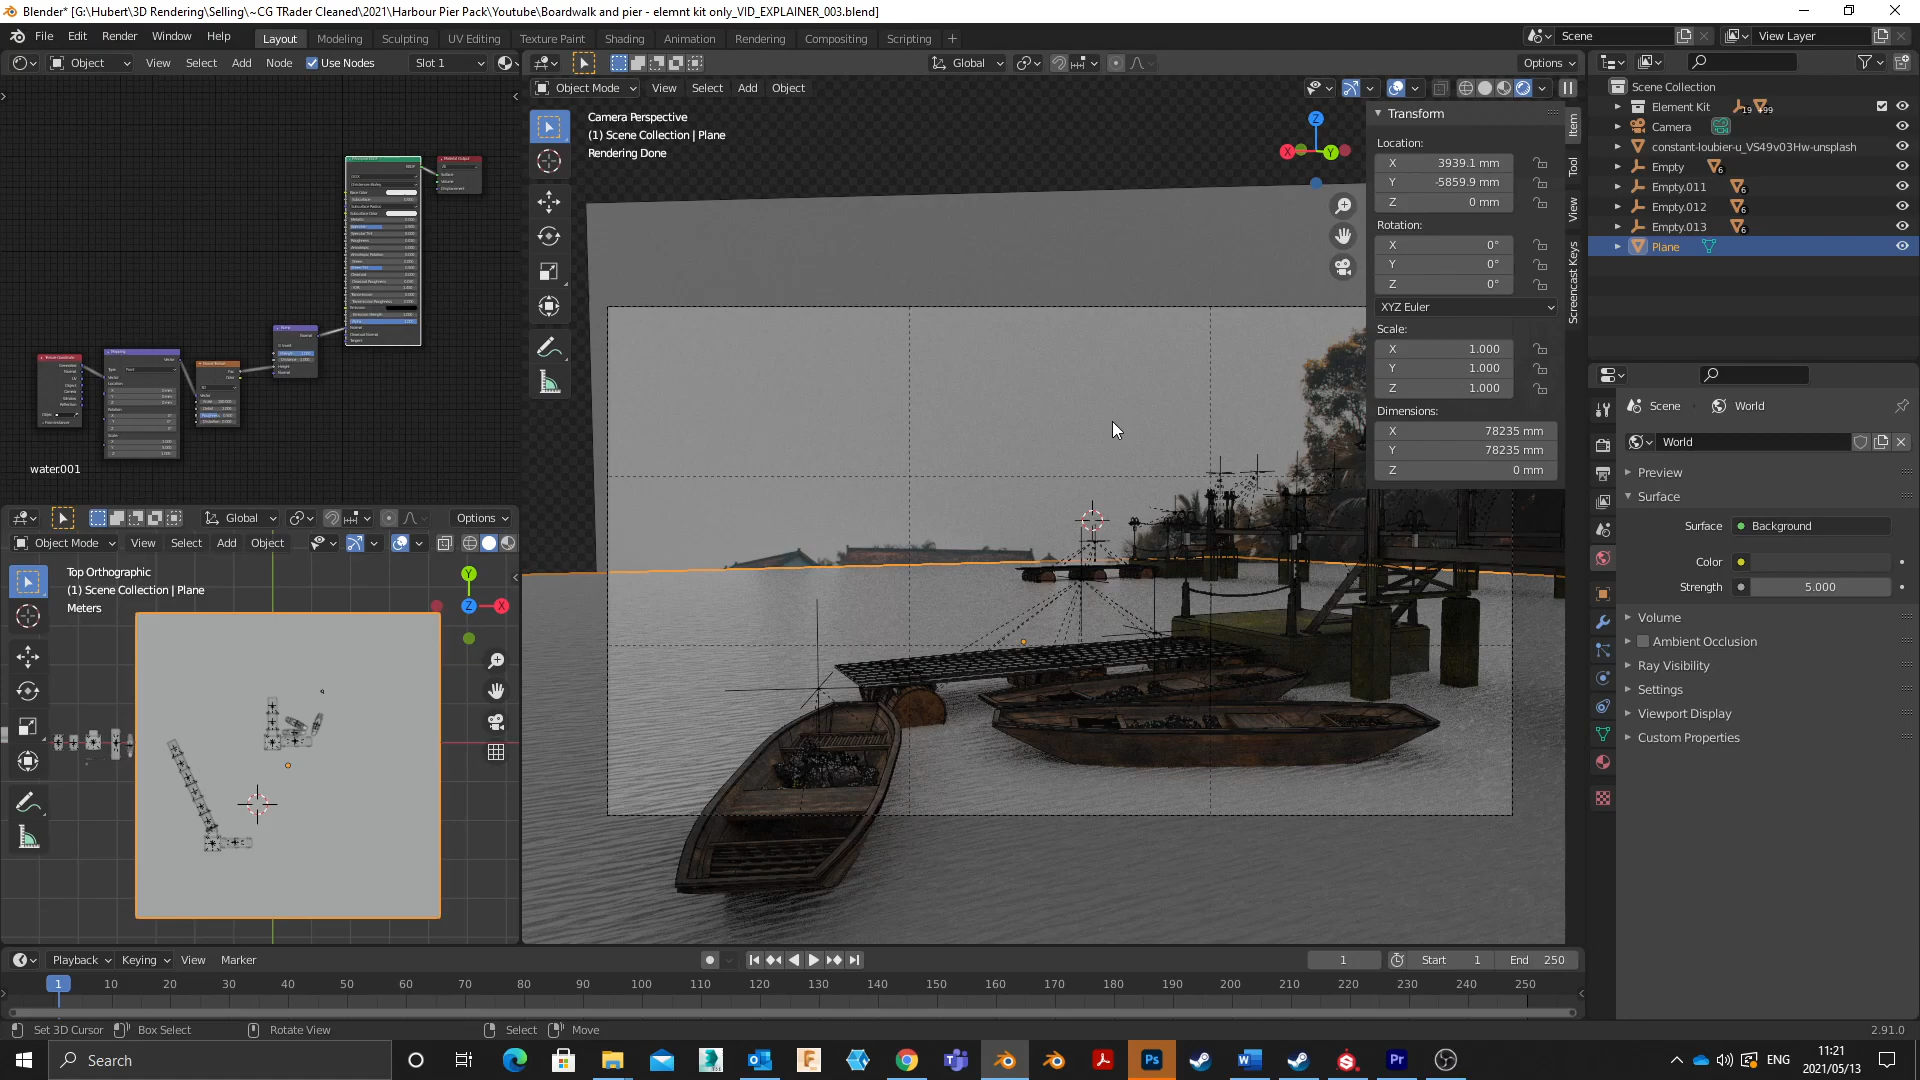 Blender* [G:\Hubert\3D Rendering\Selling\~CG TRader Cleaned\2021\Harbour Pier Pack\Youtube\Boardwalk and pier - elemnt kit only_VID_EXPLAINER_003.blend]
File Edit Render Window Help
Layout Modeling Sculpting UV Editing Texture Paint Shading Animation Rendering Compositing Scripting +
Scene View Layer
Object View Select Add Node Use Nodes Slot 1
Global Options
Object Mode View Select Add Object
Camera Perspective
(1) Scene Collection | Plane
Rendering Done
Z
X
Y
Transform
Location:
X 3939.1 mm
Y -5859.9 mm
Z 0 mm
Rotation:
X 0°
Y 0°
Z 0°
XYZ Euler
Scale:
X 1.000
Y 1.000
Z 1.000
Dimensions:
X 78235 mm
Y 78235 mm
Z 0 mm
Item
Tool
View
Screencast Keys
Scene Collection
Element Kit 19 99
Camera
constant-loubier-u_VS49v03Hw-unsplash
Empty 6
Empty.011 6
Empty.012 6
Empty.013 6
Plane
Scene World
World
Preview
Surface
Surface Background
Color
Strength 5.000
Volume
Ambient Occlusion
Ray Visibility
Settings
Viewport Display
Custom Properties
water.001
Global Options
Object Mode View Select Add Object
Top Orthographic
(1) Scene Collection | Plane
Meters
Y
Z
X
Playback Keying View Marker
1 Start 1 End 250
1 10 20 30 40 50 60 70 80 90 100 110 120 130 140 150 160 170 180 190 200 210 220 230 240 250
Set 3D Cursor Box Select Rotate View Select Move
2.91.0
Search
ENG
11:21
2021/05/13